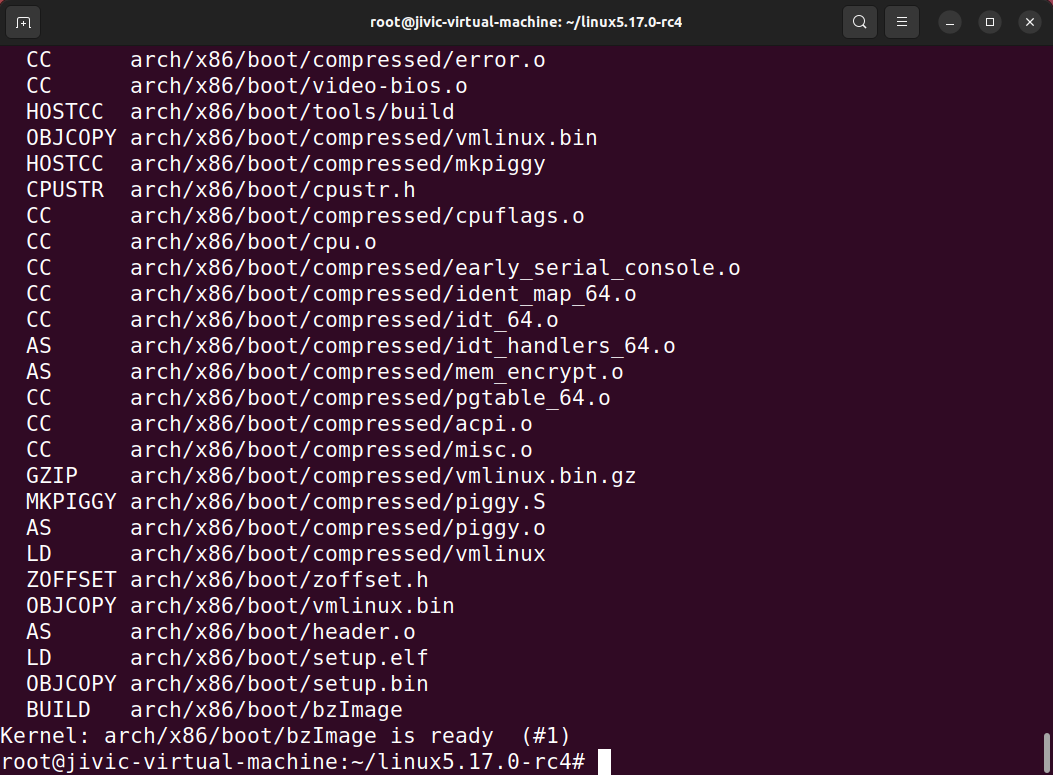 root@jivic-virtual-machine: ~/linux5.17.0-rc4
CC arch/x86/boot/compressed/error.o
CC arch/x86/boot/video-bios.o
HOSTCC arch/x86/boot/tools/build
OBJCOPY arch/x86/boot/compressed/vmlinux.bin
HOSTCC arch/x86/boot/compressed/mkpiggy
CPUSTR arch/x86/boot/cpustr.h
CC arch/x86/boot/compressed/cpuflags.o
CC arch/x86/boot/cpu.o
CC arch/x86/boot/compressed/early_serial_console.o
CC arch/x86/boot/compressed/ident_map_64.o
CC arch/x86/boot/compressed/idt_64.o
AS arch/x86/boot/compressed/idt_handlers_64.o
AS arch/x86/boot/compressed/mem_encrypt.o
CC arch/x86/boot/compressed/pgtable_64.o
CC arch/x86/boot/compressed/acpi.o
CC arch/x86/boot/compressed/misc.o
GZIP arch/x86/boot/compressed/vmlinux.bin.gz
MKPIGGY arch/x86/boot/compressed/piggy.S
AS arch/x86/boot/compressed/piggy.o
LD arch/x86/boot/compressed/vmlinux
ZOFFSET arch/x86/boot/zoffset.h
OBJCOPY arch/x86/boot/vmlinux.bin
AS arch/x86/boot/header.o
LD arch/x86/boot/setup.elf
OBJCOPY arch/x86/boot/setup.bin
BUILD arch/x86/boot/bzImage
Kernel: arch/x86/boot/bzImage is ready  (#1)
root@jivic-virtual-machine:~/linux5.17.0-rc4#